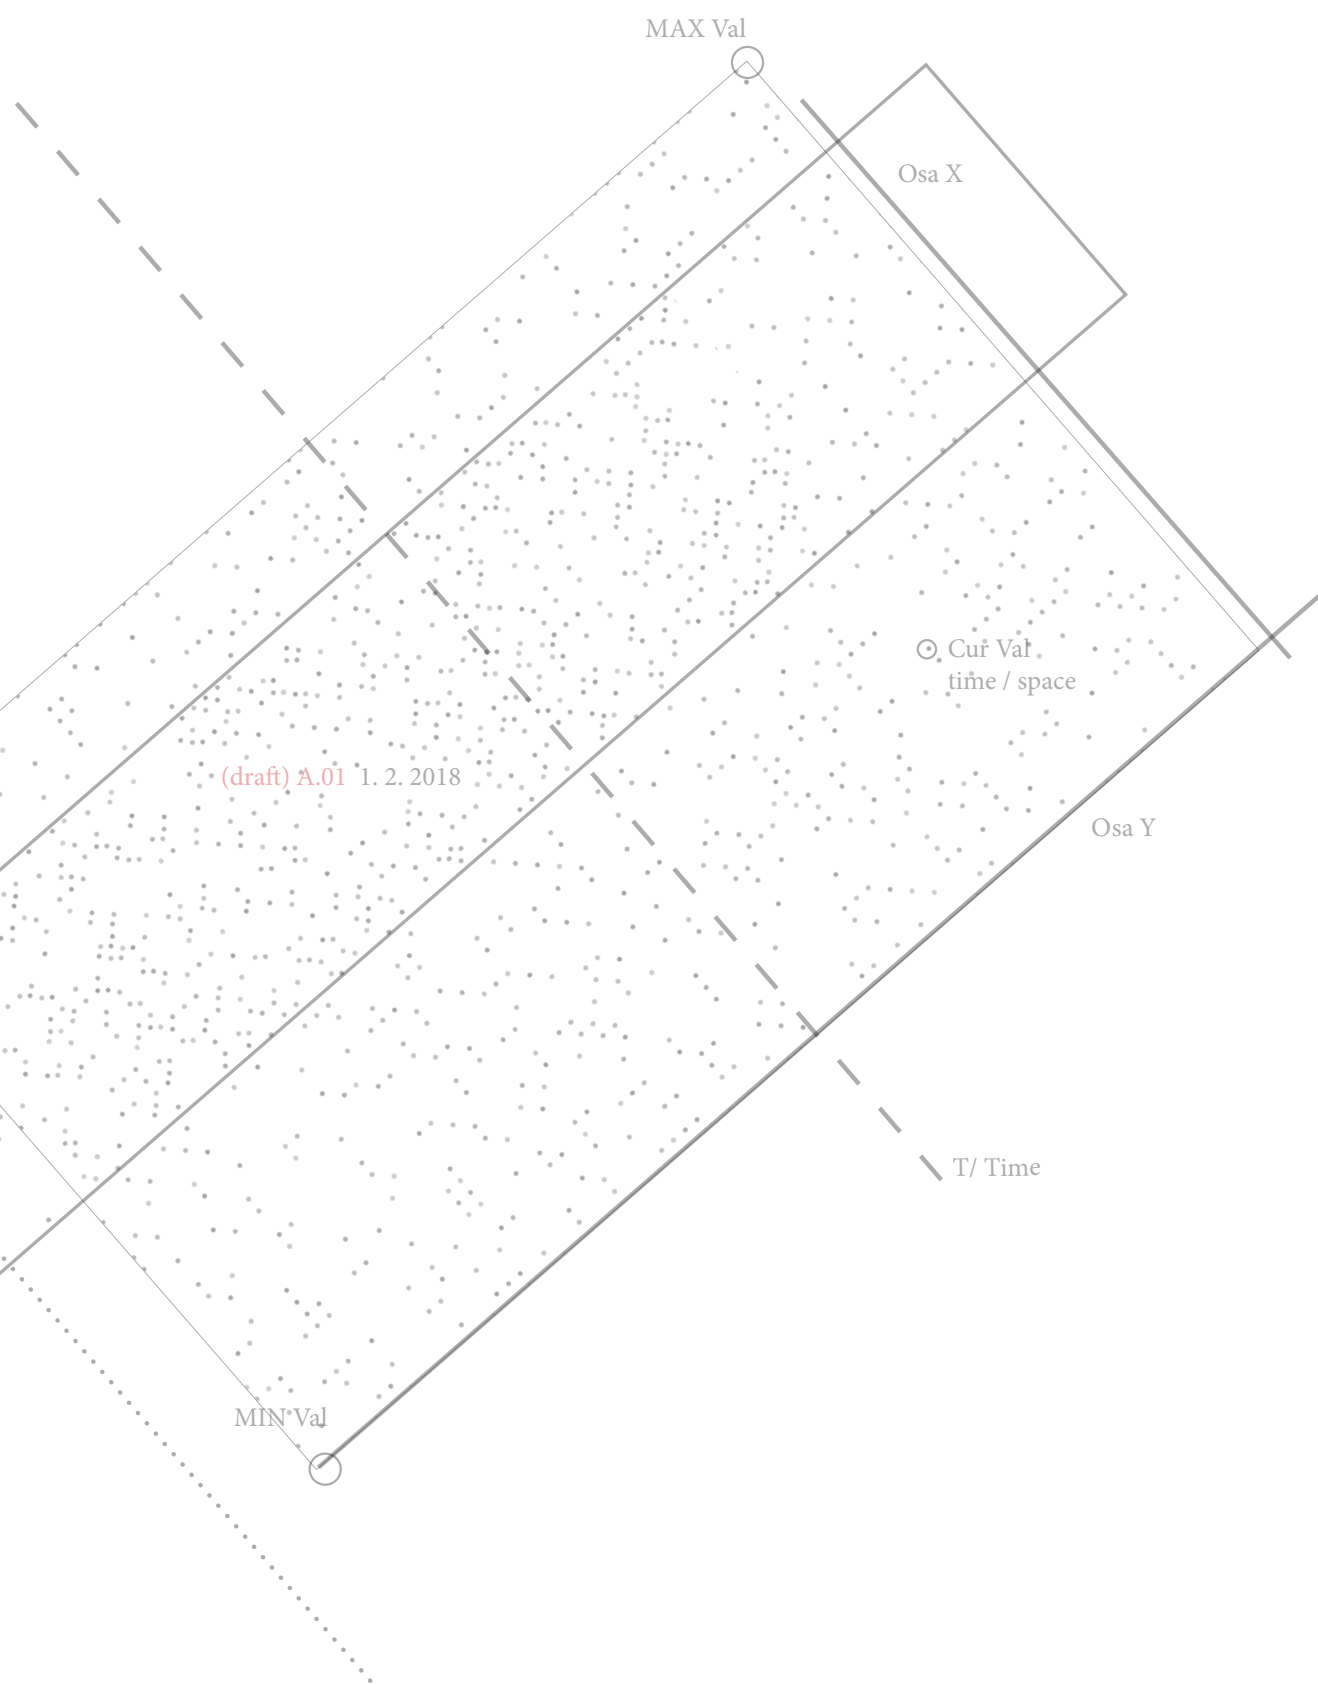 MAX Val
Osa X
Cur Val
time / space
(draft) A.01 1. 2. 2018
Osa Y
T/ Time
MIN Val